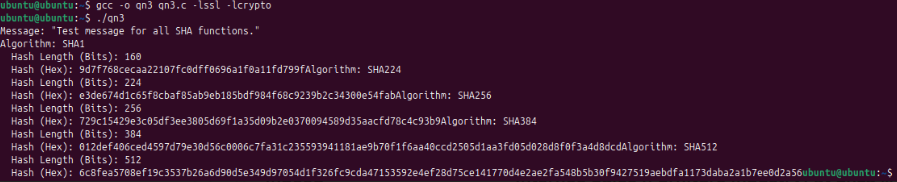 ubuntu@ubuntu:~$ gcc -o qn3 qn3.c -lssl -lcrypto
ubuntu@ubuntu:~$ ./qn3
Message: "Test message for all SHA functions."
Algorithm: SHA1
  Hash Length (Bits): 160
  Hash (Hex): 9d7f768cecaa22107fc0dff0696a1f0a11fd799fAlgorithm: SHA224
  Hash Length (Bits): 224
  Hash (Hex): e3de674d1c65f8cbaf85ab9eb185bdf984f68c9239b2c34300e54fabAlgorithm: SHA256
  Hash Length (Bits): 256
  Hash (Hex): 729c15429e3c05df3ee3805d69f1a35d09b2e0370094589d35aacfd78c4c93b9Algorithm: SHA384
  Hash Length (Bits): 384
  Hash (Hex): 012def406ced4597d79e30d56c0006c7fa31c235593941181ae9b70f1f6aa40ccd2505d1aa3fd05d028d8f0f3a4d8dcdAlgorithm: SHA512
  Hash Length (Bits): 512
  Hash (Hex): 6c8fea5708ef19c3537b26a6d90d5e349d97054d1f326fc9cda47153592e4ef28d75ce141770d4e2ae2fa548b5b30f9427519aebdfa1173daba2a1b7ee0d2a56ubuntu@ubuntu:~$